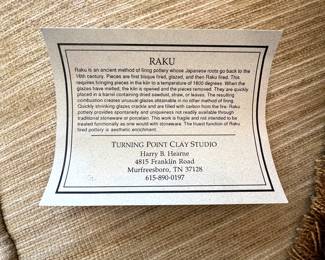 RAKU
Raku is an ancient method of firing pottery whose Japanese roots go back to the
16th century. Pieces are first bisque fired, glazed, and then Raku fired. This
requires bringing pieces in the kiln to a temperature of 1800 degrees. When the
glazes have melted, the kiln is opened and the pieces removed. They are quickly
placed in a barrel containing dried sawdust, straw, or leaves. The resulting
combustion creates unusual glazes obtainable in no other method of firing.
Quickly shrinking glazes crackle and are filled with carbon from the fire. Raku
pottery provides spontaneity and uniqueness not easily obtainable through
traditional stoneware or porcelain. This work is fragile and not intended to be
treated functionally as one would with stoneware. The truest function of Raku
fired pottery is aesthetic enrichment.
TURNING POINT CLAY STUDIO
Harry B. Hearne
4815 Franklin Road
Murfreesboro, TN 37128
615-890-0197